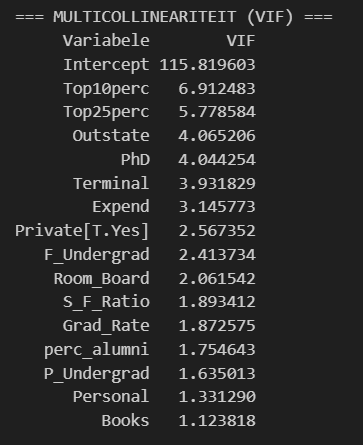 === MULTICOLLINEARITEIT (VIF) ===
Variabele VIF
Intercept 115.819603
Top10perc 6.912483
Top25perc 5.778584
Outstate 4.065206
PhD 4.044254
Terminal 3.931829
Expend 3.145773
Private[T.Yes] 2.567352
F_Undergrad 2.413734
Room_Board 2.061542
S_F_Ratio 1.893412
Grad_Rate 1.872575
perc_alumni 1.754643
P_Undergrad 1.635013
Personal 1.331290
Books 1.123818